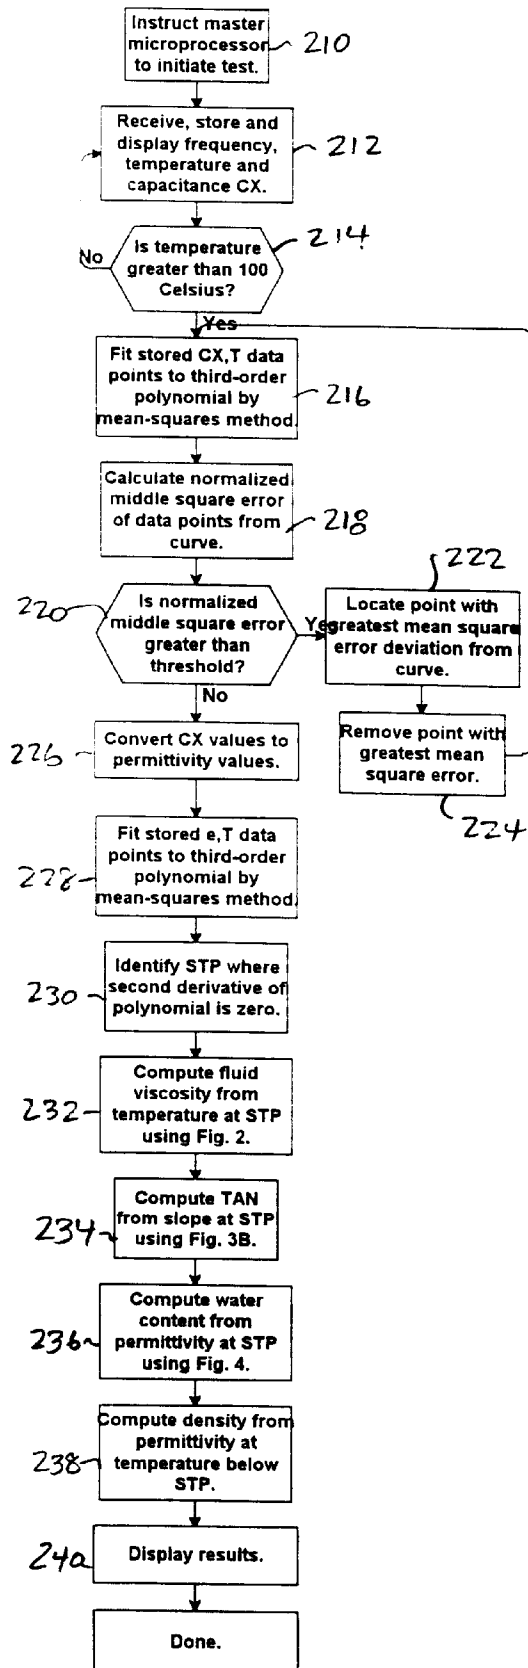 Instruct master
microprocessor
to initiate test.
210
Receive, store and
display frequency,
temperature and
capacitance CX.
212
Is temperature
greater than 100
Celsius?
214
No
Yes
Fit stored CX,T data
points to third-order
polynomial by
mean-squares method.
216
Calculate normalized
middle square error
of data points from
curve.
218
Is normalized
middle square error
greater than
threshold?
220
Yes
No
222
Locate point with
greatest mean square
error deviation from
curve.
Remove point with
greatest mean
square error.
224
Convert CX values to
permittivity values.
226
Fit stored e,T data
points to third-order
polynomial by
mean-squares method.
228
Identify STP where
second derivative of
polynomial is zero.
230
Compute fluid
viscosity from
temperature at STP
using Fig. 2.
232
Compute TAN
from slope at STP
using Fig. 3B.
234
Compute water
content from
permittivity at STP
using Fig. 4.
236
Compute density from
permittivity at
temperature below
STP.
238
Display results.
240
Done.